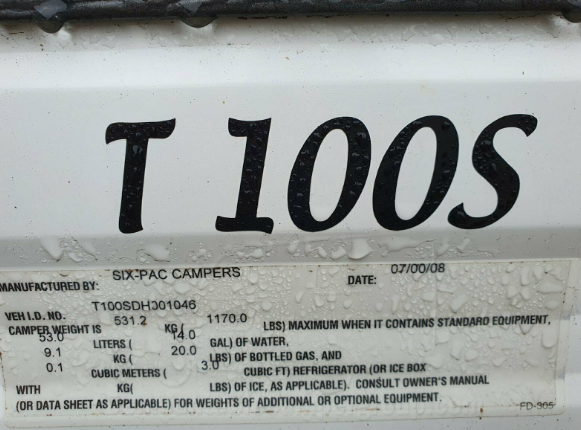 T 100S
MANUFACTURED BY: SIX-PAC CAMPERS DATE: 07/00/08
VEH I.D. NO. T100SDH001046
CAMPER WEIGHT IS 531.2 KG ( 1170.0 LBS) MAXIMUM WHEN IT CONTAINS STANDARD EQUIPMENT,
53.0 LITERS ( 14.0 GAL) OF WATER,
9.1 KG ( 20.0 LBS OF BOTTLED GAS, AND
0.1 CUBIC METERS ( 3.0 CUBIC FT) REFRIGERATOR (OR ICE BOX
WITH KG( LBS) OF ICE, AS APPLICABLE). CONSULT OWNER'S MANUAL
(OR DATA SHEET AS APPLICABLE) FOR WEIGHTS OF ADDITIONAL OR OPTIONAL EQUIPMENT.
FD-905